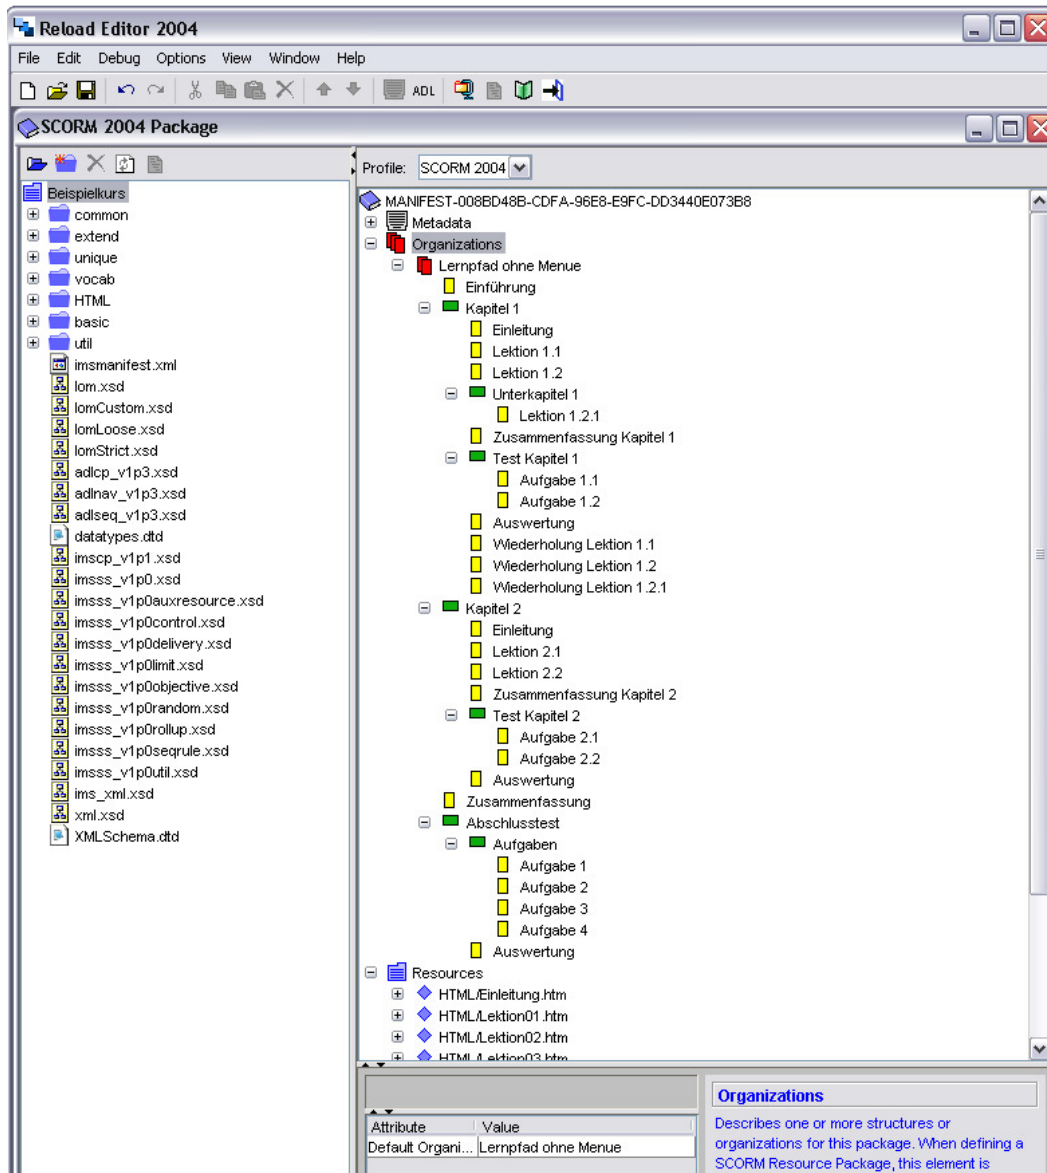 Reload Editor 2004
File Edit Debug Options View Window Help
ADL
SCORM 2004 Package
Beispielkurs
common
extend
unique
vocab
HTML
basic
util
imsmanifest.xml
lom.xsd
lomCustom.xsd
lomLoose.xsd
lomStrict.xsd
adlcp_v1p3.xsd
adlnav_v1p3.xsd
adlseq_v1p3.xsd
datatypes.dtd
imscp_v1p1.xsd
imsss_v1p0.xsd
imsss_v1p0auxresource.xsd
imsss_v1p0control.xsd
imsss_v1p0delivery.xsd
imsss_v1p0limit.xsd
imsss_v1p0objective.xsd
imsss_v1p0random.xsd
imsss_v1p0rollup.xsd
imsss_v1p0seqrule.xsd
imsss_v1p0util.xsd
ims_xml.xsd
xml.xsd
XMLSchema.dtd
Profile: SCORM 2004
MANIFEST-008BD48B-CDFA-96E8-E9FC-DD3440E073B8
Metadata
Organizations
Lernpfad ohne Menue
Einführung
Kapitel 1
Einleitung
Lektion 1.1
Lektion 1.2
Unterkapitel 1
Lektion 1.2.1
Zusammenfassung Kapitel 1
Test Kapitel 1
Aufgabe 1.1
Aufgabe 1.2
Auswertung
Wiederholung Lektion 1.1
Wiederholung Lektion 1.2
Wiederholung Lektion 1.2.1
Kapitel 2
Einleitung
Lektion 2.1
Lektion 2.2
Zusammenfassung Kapitel 2
Test Kapitel 2
Aufgabe 2.1
Aufgabe 2.2
Auswertung
Zusammenfassung
Abschlusstest
Aufgaben
Aufgabe 1
Aufgabe 2
Aufgabe 3
Aufgabe 4
Auswertung
Resources
HTML/Einleitung.htm
HTML/Lektion01.htm
HTML/Lektion02.htm
HTML/Lektion03.htm
Attribute Value
Default Organi... Lernpfad ohne Menue
Organizations
Describes one or more structures or
organizations for this package. When defining a
SCORM Resource Package, this element is